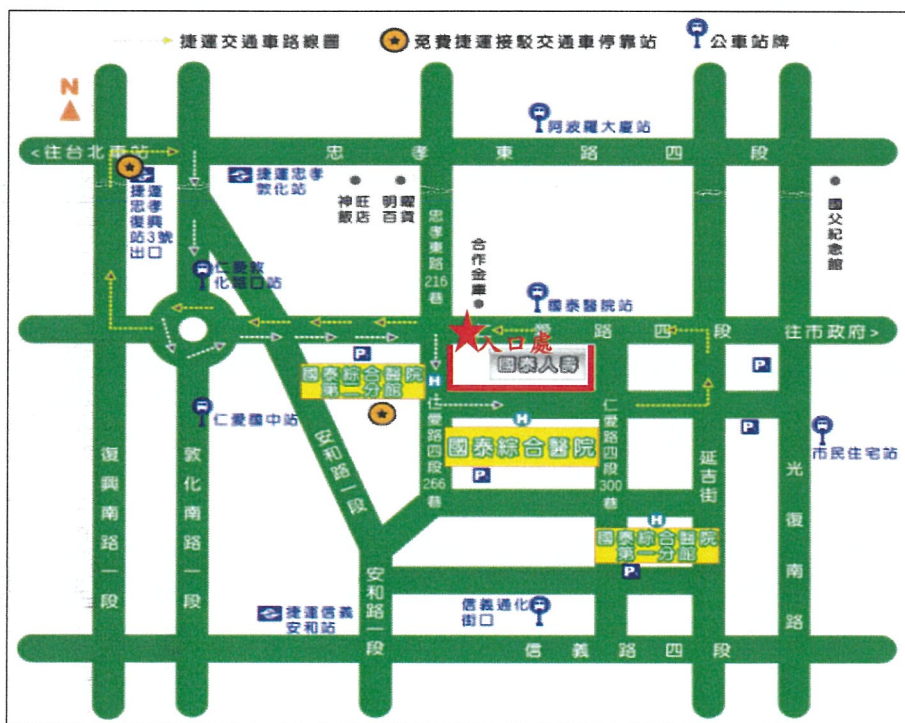 捷運交通車路線圖
免費捷運接駁交通車停靠站
公車站牌
N
阿波羅大廈站
<往台北車站
忠孝東路四段
捷運
忠孝
復興
站3號
出口
捷運忠孝
敦化站
神旺
飯店
明曜
百貨
忠孝東路216巷
合作金庫
國父紀念館
仁愛敦
化路口站
國泰醫院站
仁愛路四段
往市政府>
入口處
國泰人壽
P
國泰綜合醫院
第二分館
H
P
仁愛國中站
仁愛路四段266巷
H
國泰綜合醫院
P
仁愛路四段300巷
P
市民住宅站
復興南路一段
敦化南路一段
安和路一段
延吉街
光復南路
H
國泰綜合醫院
第一分館
P
安和路一段
捷運信義
安和站
信義通化
街口
信義路四段